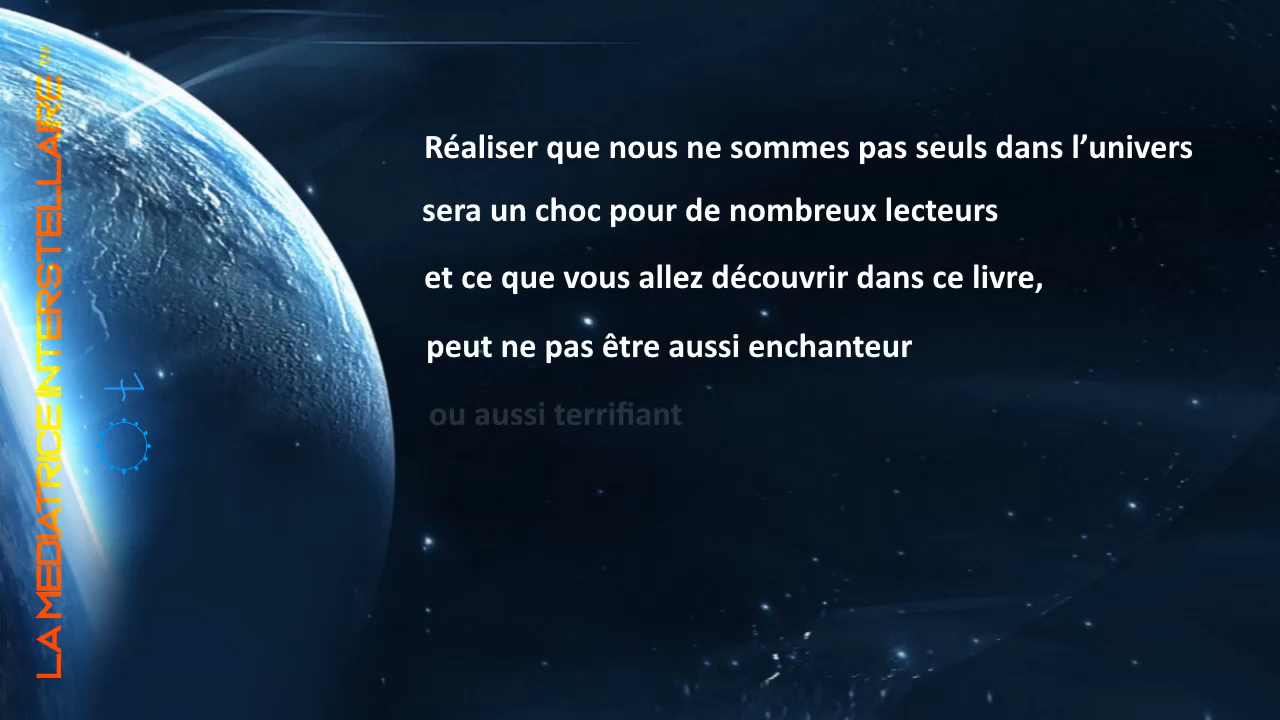 LA MEDIATRICE INTERSTELLAIRE™
Réaliser que nous ne sommes pas seuls dans l’univers
sera un choc pour de nombreux lecteurs
et ce que vous allez découvrir dans ce livre,
peut ne pas être aussi enchanteur
ou aussi terrifiant